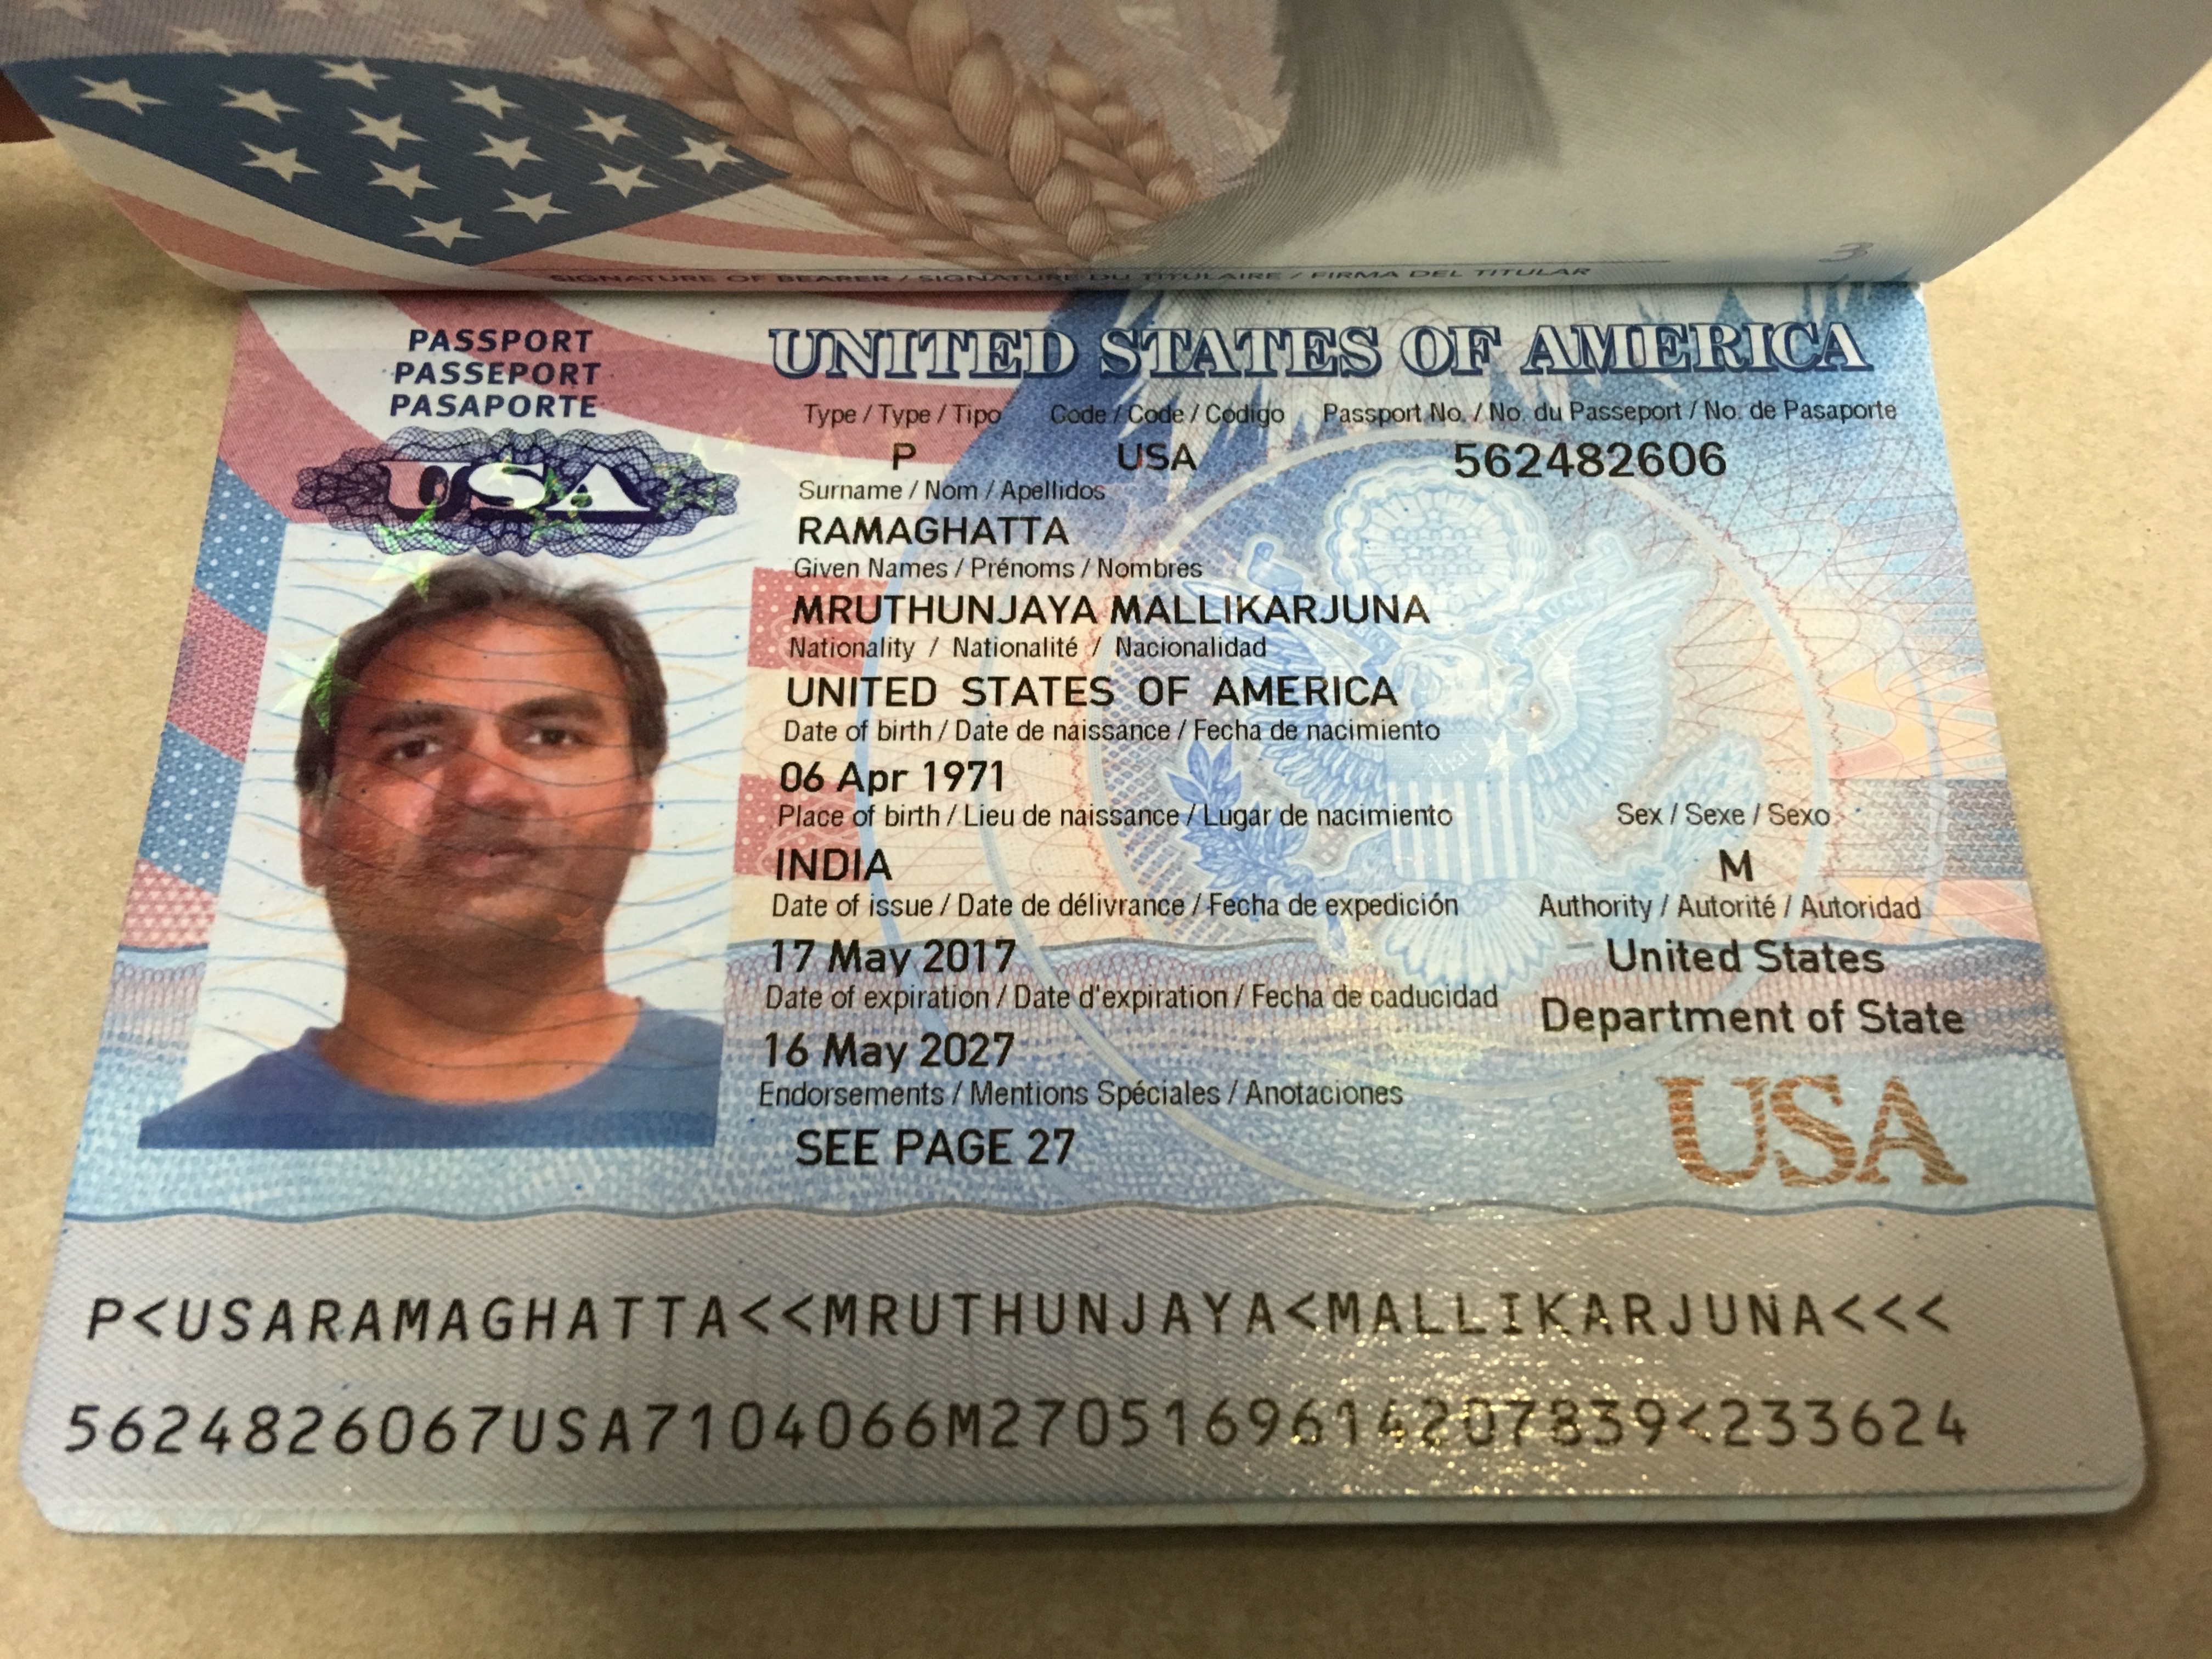 SIGNATURE OF BEARER / SIGNATURE DU TITULAIRE / FIRMA DEL TITULAR
3
PASSPORT
PASSEPORT
PASAPORTE
USA
UNITED STATES OF AMERICA
Type / Type / Tipo Code / Code / Código Passport No. / No. du Passeport / No. de Pasaporte
P USA 562482606
Surname / Nom / Apellidos
RAMAGHATTA
Given Names / Prénoms / Nombres
MRUTHUNJAYA MALLIKARJUNA
Nationality / Nationalité / Nacionalidad
UNITED STATES OF AMERICA
Date of birth / Date de naissance / Fecha de nacimiento
06 Apr 1971
Place of birth / Lieu de naissance / Lugar de nacimiento Sex / Sexe / Sexo
INDIA M
Date of issue / Date de délivrance / Fecha de expedición Authority / Autorité / Autoridad
17 May 2017 United States
Date of expiration / Date d'expiration / Fecha de caducidad Department of State
16 May 2027
Endorsements / Mentions Spéciales / Anotaciones
SEE PAGE 27
USA
P<USARAMAGHATTA<<MRUTHUNJAYA<MALLIKARJUNA<<<
5624826067USA7104066M2705169614207839<233624